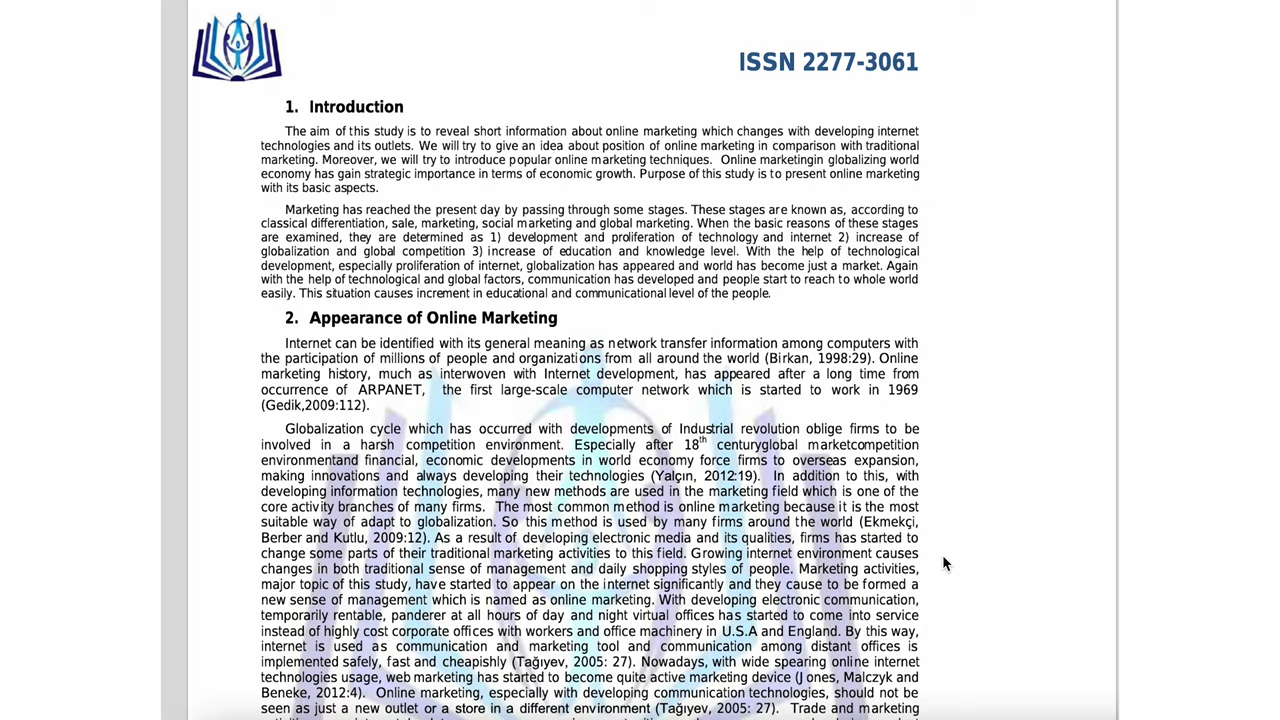 ISSN 2277-3061
1. Introduction
The aim of this study is to reveal short information about online marketing which changes with developing internet
technologies and its outlets. We will try to give an idea about position of online marketing in comparison with traditional
marketing. Moreover, we will try to introduce popular online marketing techniques. Online marketingin globalizing world
economy has gain strategic importance in terms of economic growth. Purpose of this study is to present online marketing
with its basic aspects.
Marketing has reached the present day by passing through some stages. These stages are known as, according to
classical differentiation, sale, marketing, social marketing and global marketing. When the basic reasons of these stages
are examined, they are determined as 1) development and proliferation of technology and internet 2) increase of
globalization and global competition 3) increase of education and knowledge level. With the help of technological
development, especially proliferation of internet, globalization has appeared and world has become just a market. Again
with the help of technological and global factors, communication has developed and people start to reach to whole world
easily. This situation causes increment in educational and communicational level of the people.
2. Appearance of Online Marketing
Internet can be identified with its general meaning as network transfer information among computers with
the participation of millions of people and organizations from all around the world (Birkan, 1998:29). Online
marketing history, much as interwoven with Internet development, has appeared after a long time from
occurrence of ARPANET, the first large-scale computer network which is started to work in 1969
(Gedik,2009:112).
Globalization cycle which has occurred with developments of Industrial revolution oblige firms to be
involved in a harsh competition environment. Especially after 18th centuryglobal marketcompetition
environmentand financial, economic developments in world economy force firms to overseas expansion,
making innovations and always developing their technologies (Yalçın, 2012:19). In addition to this, with
developing information technologies, many new methods are used in the marketing field which is one of the
core activity branches of many firms. The most common method is online marketing because it is the most
suitable way of adapt to globalization. So this method is used by many firms around the world (Ekmekçi,
Berber and Kutlu, 2009:12). As a result of developing electronic media and its qualities, firms has started to
change some parts of their traditional marketing activities to this field. Growing internet environment causes
changes in both traditional sense of management and daily shopping styles of people. Marketing activities,
major topic of this study, have started to appear on the internet significantly and they cause to be formed a
new sense of management which is named as online marketing. With developing electronic communication,
temporarily rentable, panderer at all hours of day and night virtual offices has started to come into service
instead of highly cost corporate offices with workers and office machinery in U.S.A and England. By this way,
internet is used as communication and marketing tool and communication among distant offices is
implemented safely, fast and cheapishly (Tağıyev, 2005: 27). Nowadays, with wide spearing online internet
technologies usage, web marketing has started to become quite active marketing device (Jones, Malczyk and
Beneke, 2012:4). Online marketing, especially with developing communication technologies, should not be
seen as just a new outlet or a store in a different environment (Tağıyev, 2005: 27). Trade and marketing